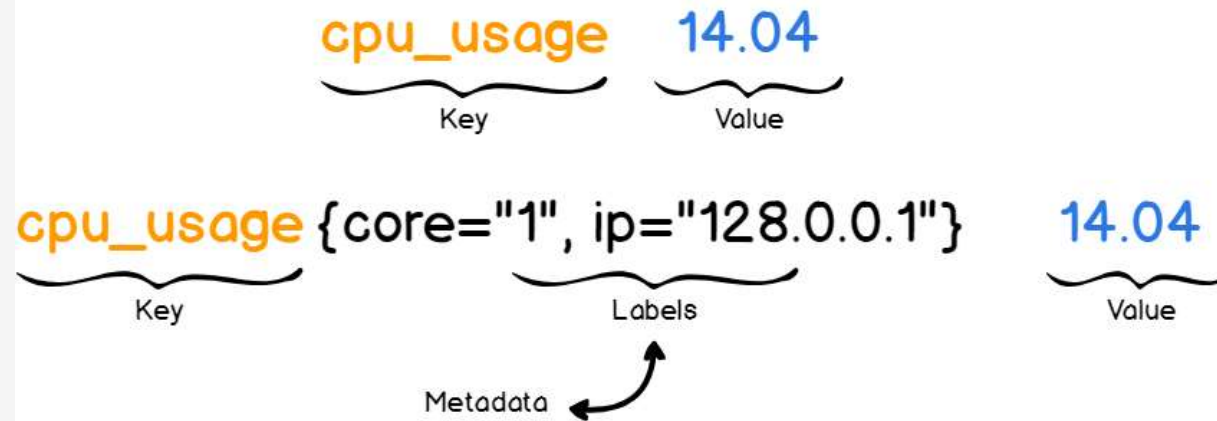 cpu_usage 14.04
Key Value
cpu_usage {core="1", ip="128.0.0.1"} 14.04
Key Labels Value
Metadata